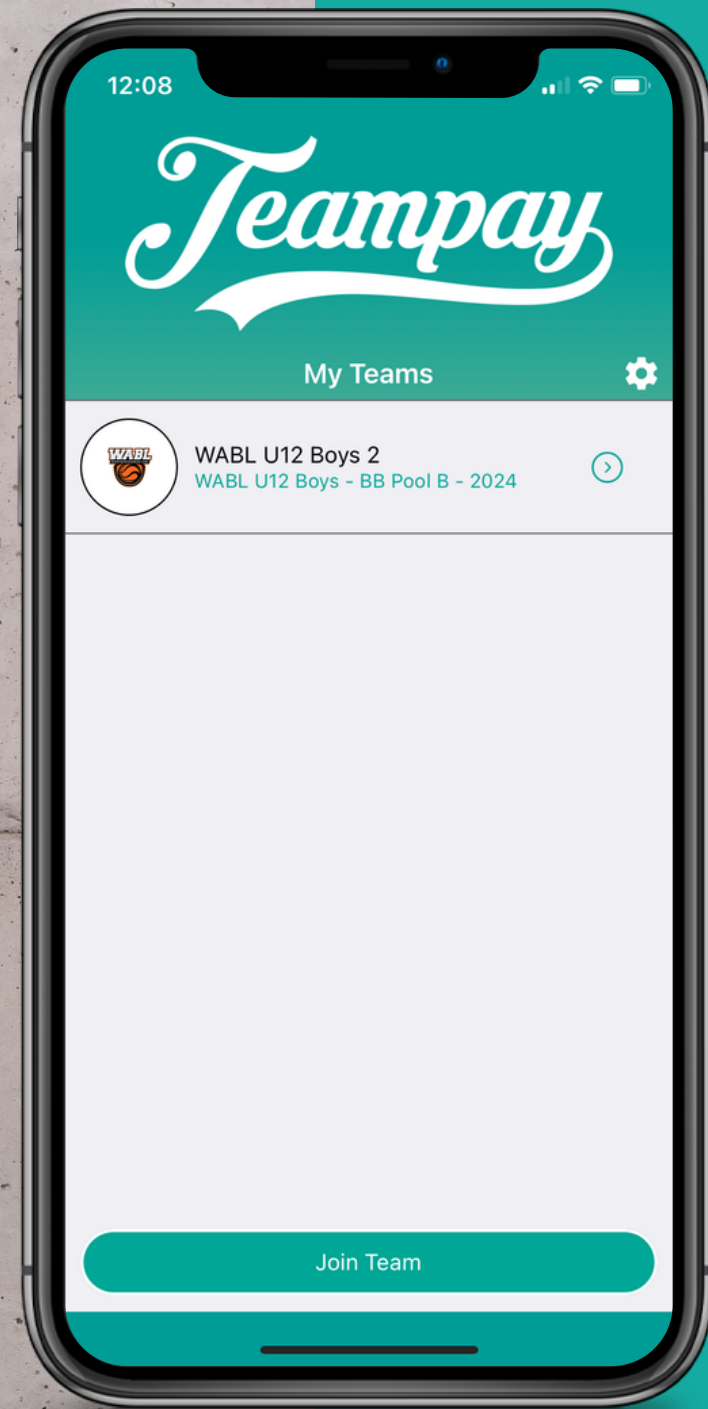 12:08
Teampay
My Teams
WABL
WABL U12 Boys 2
WABL U12 Boys - BB Pool B - 2024
Join Team